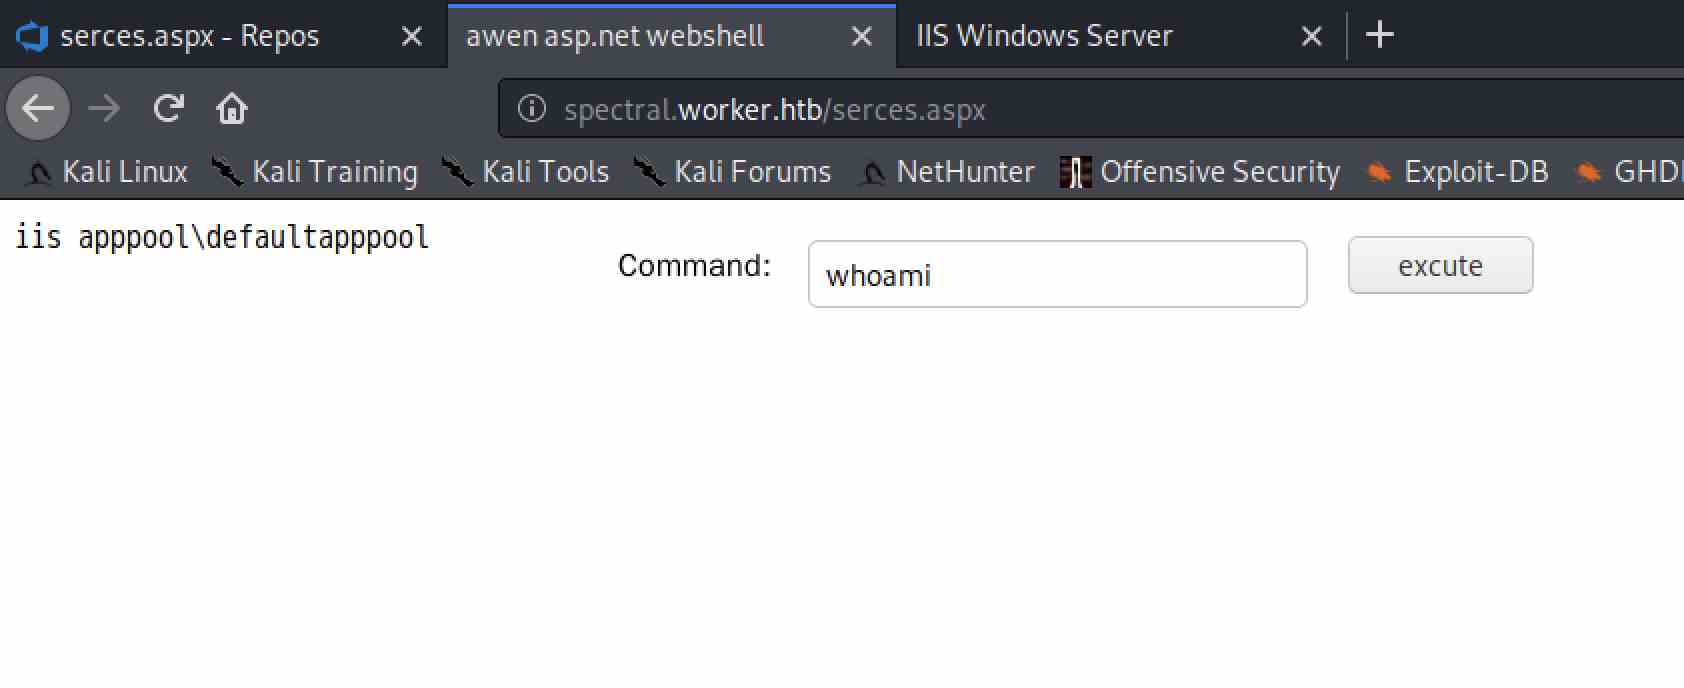 serces.aspx - Repos awen asp.net webshell IIS Windows Server
spectral.worker.htb/serces.aspx
Kali Linux Kali Training Kali Tools Kali Forums NetHunter Offensive Security Exploit-DB GHD
iis apppool\defaultapppool
Command: whoami excute